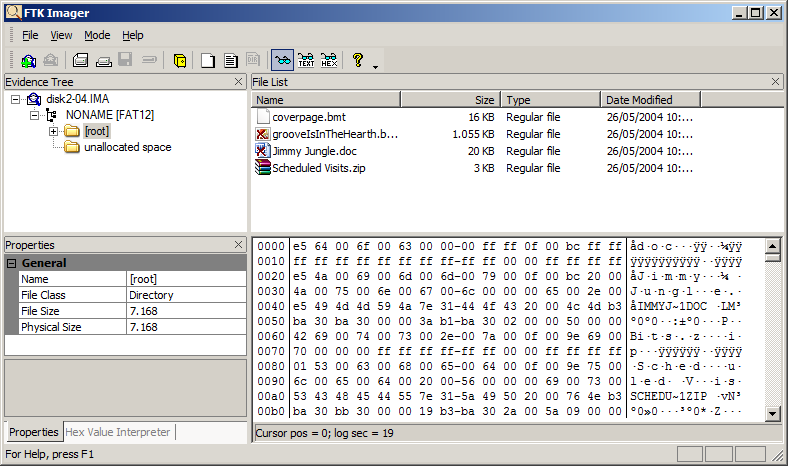 FTK Imager
File View Mode Help
Evidence Tree
disk2-04.IMA
NONAME [FAT12]
[root]
unallocated space
File List
Name Size Type Date Modified
coverpage.bmt 16 KB Regular file 26/05/2004 10:...
grooveIsInTheHearth.b... 1.055 KB Regular file 26/05/2004 10:...
Jimmy Jungle.doc 20 KB Regular file 26/05/2004 10:...
Scheduled Visits.zip 3 KB Regular file 26/05/2004 10:...
Properties
General
Name [root]
File Class Directory
File Size 7.168
Physical Size 7.168
Properties Hex Value Interpreter
0000 e5 64 00 6f 00 63 00 00-00 ff ff 0f 00 bc ff ff åd·o·c···ÿÿ··¼ÿÿ
0010 ff ff ff ff ff ff ff ff-ff ff 00 00 ff ff ff ff ÿÿÿÿÿÿÿÿÿÿ··ÿÿÿÿ
0020 e5 4a 00 69 00 6d 00 6d-00 79 00 0f 00 bc 20 00 åJ·i·m·m·y···¼ ·
0030 4a 00 75 00 6e 00 67 00-6c 00 00 00 65 00 2e 00 J·u·n·g·l···e·.·
0040 e5 49 4d 4d 59 4a 7e 31-44 4f 43 20 00 4c 4d b3 åIMMYJ~1DOC ·LM³
0050 ba 30 ba 30 00 00 3a b1-ba 30 02 00 00 50 00 00 º0º0··:±º0···P··
0060 42 69 00 74 00 73 00 2e-00 7a 00 0f 00 9e 69 00 Bi·t·s·.·z····i·
0070 70 00 00 00 ff ff ff ff-ff ff 00 00 ff ff ff ff p···ÿÿÿÿÿÿ··ÿÿÿÿ
0080 01 53 00 63 00 68 00 65-00 64 00 0f 00 9e 75 00 ·S·c·h·e·d····u·
0090 6c 00 65 00 64 00 20 00-56 00 00 00 69 00 73 00 l·e·d· ·V···i·s·
00a0 53 43 48 45 44 55 7e 31-5a 49 50 20 00 76 4e b3 SCHEDU~1ZIP ·vN³
00b0 ba 30 bb 30 00 00 19 b3-ba 30 2a 00 5a 09 00 00 º0»0···³º0*·Z···
Cursor pos = 0; log sec = 19
For Help, press F1